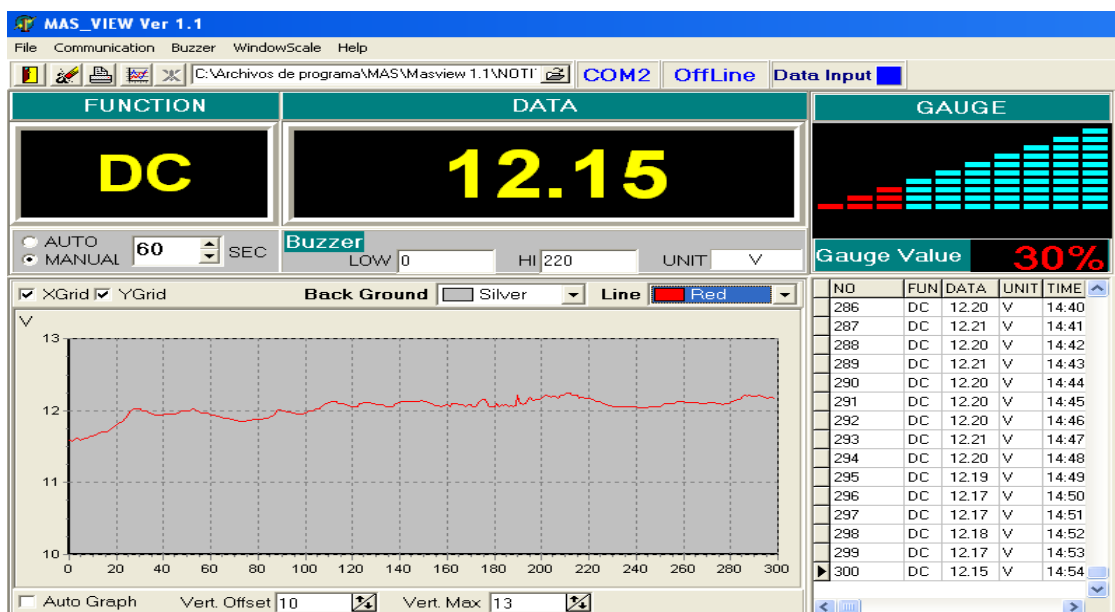 MAS_VIEW Ver 1.1
File Communication Buzzer WindowScale Help
C:\Archivos de programa\MAS\Masview 1.1\NOTI COM2 OffLine Data Input
FUNCTION DATA GAUGE
DC 12.15
AUTO
MANUAL 60 SEC
Buzzer
LOW 0 HI 220 UNIT V
Gauge Value 30%
XGrid YGrid Back Ground Silver Line Red
V
13
12
11
10
0 20 40 60 80 100 120 140 160 180 200 220 240 260 280 300
Auto Graph Vert. Offset 10 Vert. Max 13
NO FUN DATA UNIT TIME
286 DC 12.20 V 14:40
287 DC 12.21 V 14:41
288 DC 12.20 V 14:42
289 DC 12.21 V 14:43
290 DC 12.20 V 14:44
291 DC 12.20 V 14:45
292 DC 12.20 V 14:46
293 DC 12.21 V 14:47
294 DC 12.20 V 14:48
295 DC 12.19 V 14:49
296 DC 12.17 V 14:50
297 DC 12.17 V 14:51
298 DC 12.18 V 14:52
299 DC 12.17 V 14:53
300 DC 12.15 V 14:54